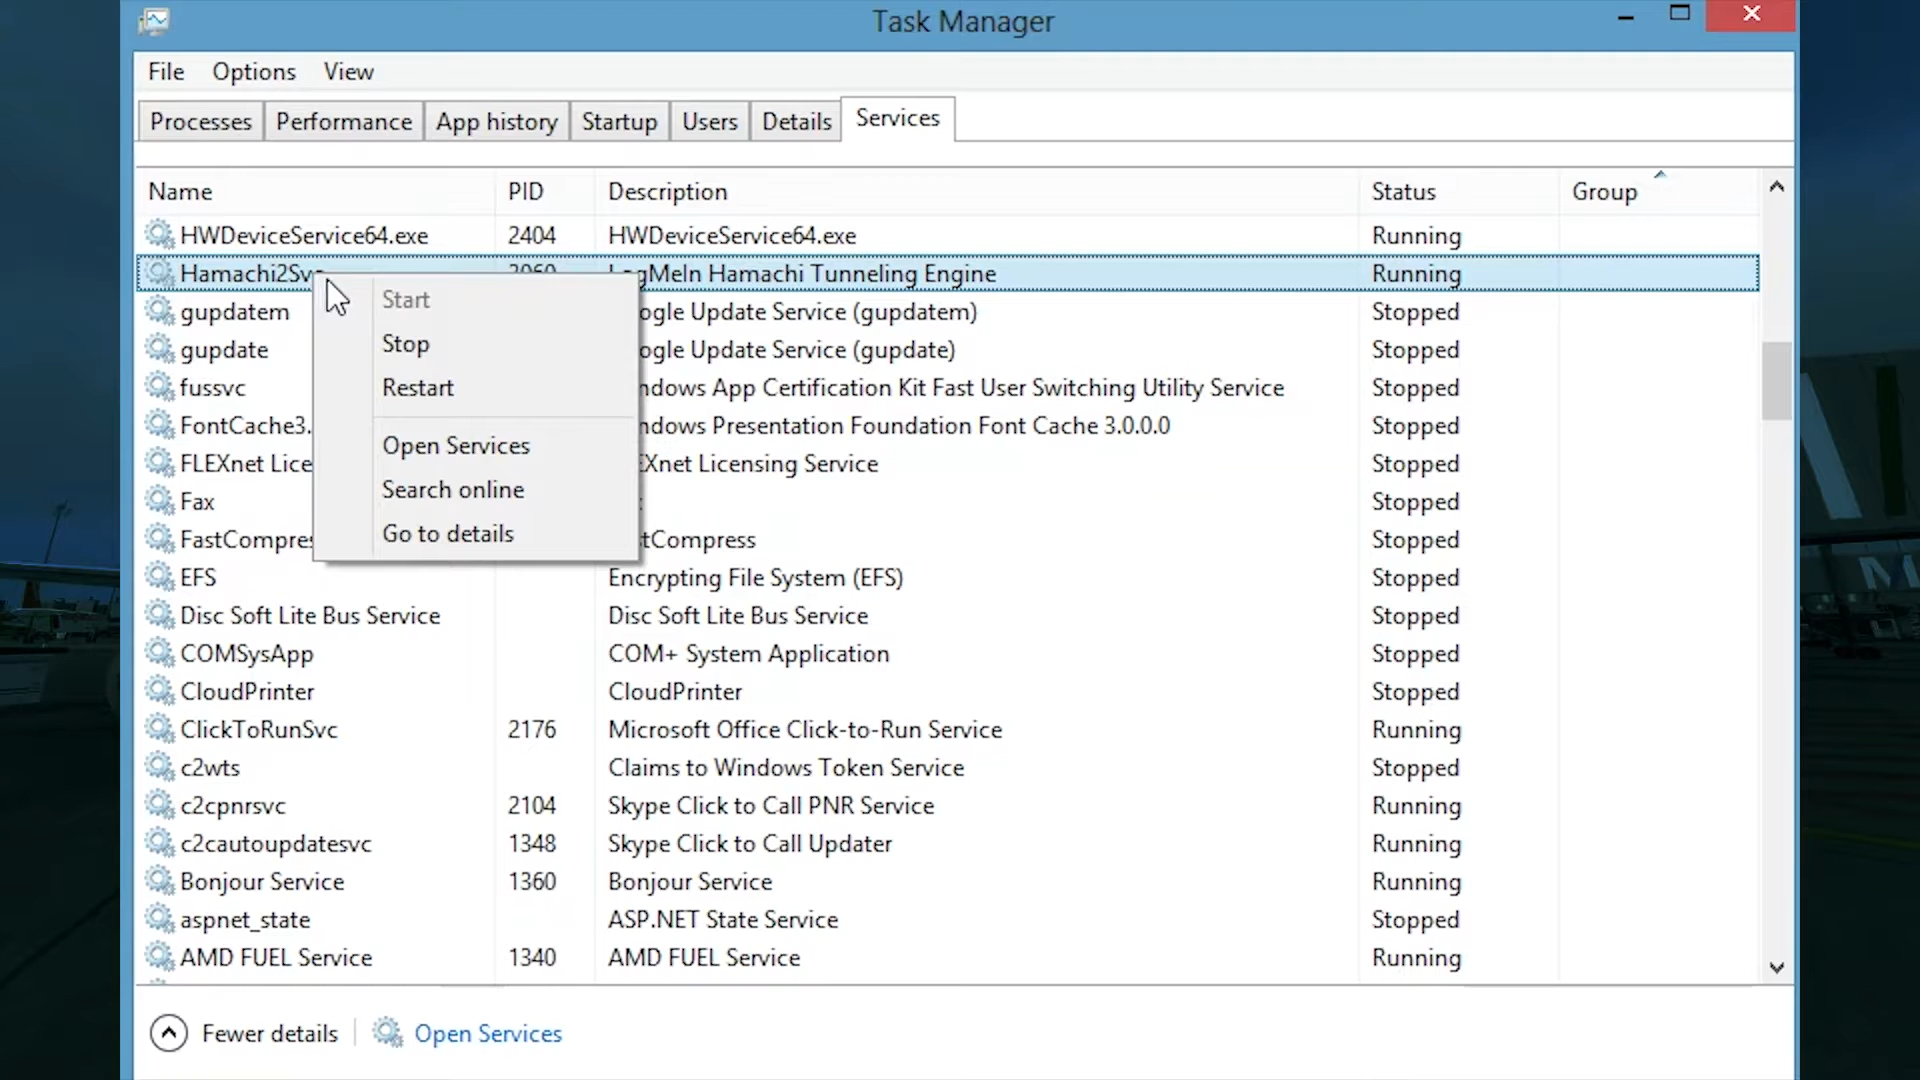 Task Manager
File Options View
Processes Performance App history Startup Users Details Services
Name PID Description Status Group
HWDeviceService64.exe 2404 HWDeviceService64.exe Running
Hamachi2Sv LogMeIn Hamachi Tunneling Engine Running
gupdatem ogle Update Service (gupdatem) Stopped
gupdate ogle Update Service (gupdate) Stopped
fussvc ndows App Certification Kit Fast User Switching Utility Service Stopped
FontCache3. ndows Presentation Foundation Font Cache 3.0.0.0 Stopped
FLEXnet Lice EXnet Licensing Service Stopped
Fax Stopped
FastCompres tCompress Stopped
EFS Encrypting File System (EFS) Stopped
Disc Soft Lite Bus Service Disc Soft Lite Bus Service Stopped
COMSysApp COM+ System Application Stopped
CloudPrinter CloudPrinter Stopped
ClickToRunSvc 2176 Microsoft Office Click-to-Run Service Running
c2wts Claims to Windows Token Service Stopped
c2cpnrsvc 2104 Skype Click to Call PNR Service Running
c2cautoupdatesvc 1348 Skype Click to Call Updater Running
Bonjour Service 1360 Bonjour Service Running
aspnet_state ASP.NET State Service Stopped
AMD FUEL Service 1340 AMD FUEL Service Running
Start
Stop
Restart
Open Services
Search online
Go to details
Fewer details Open Services